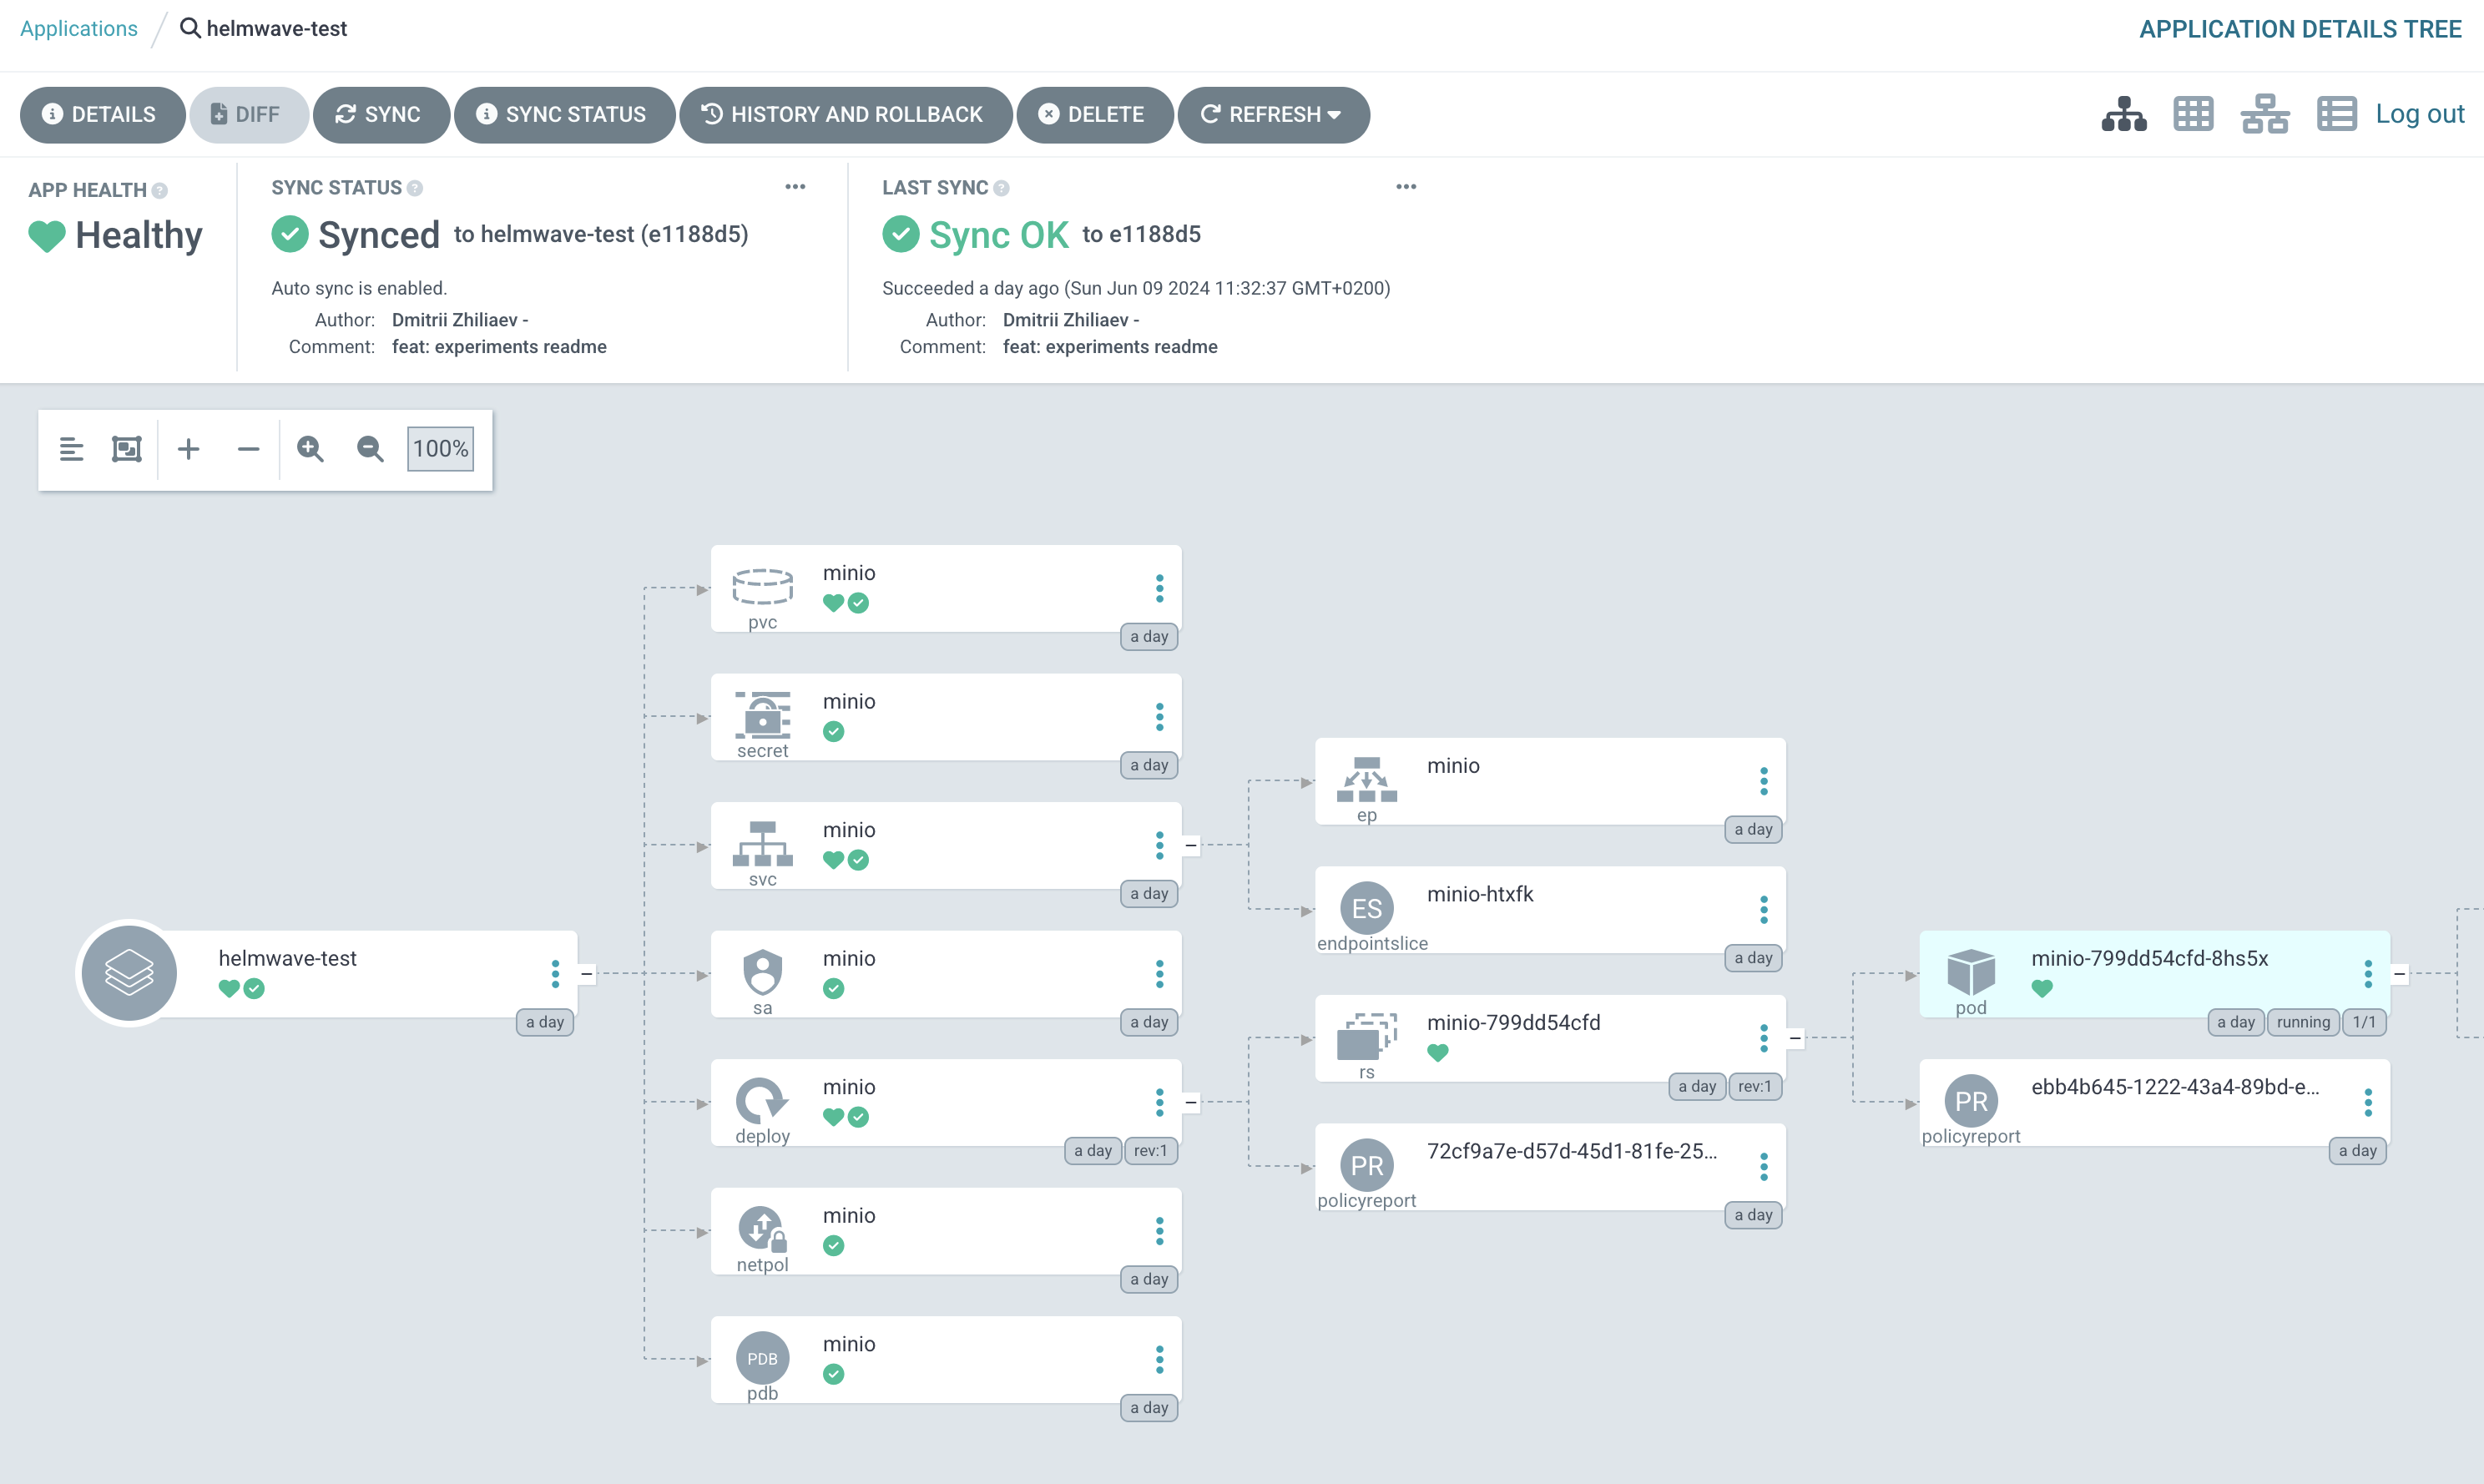 Applications / helmwave-test
APPLICATION DETAILS TREE
DETAILS
DIFF
SYNC
SYNC STATUS
HISTORY AND ROLLBACK
DELETE
REFRESH
Log out
APP HEALTH
Healthy
SYNC STATUS
Synced to helmwave-test (e1188d5)
Auto sync is enabled.
Author: Dmitrii Zhiliaev -
Comment: feat: experiments readme
LAST SYNC
Sync OK to e1188d5
Succeeded a day ago (Sun Jun 09 2024 11:32:37 GMT+0200)
Author: Dmitrii Zhiliaev -
Comment: feat: experiments readme
100%
helmwave-test
a day
minio
pvc
a day
minio
secret
a day
minio
svc
a day
minio
sa
a day
minio
deploy
a day
rev:1
minio
netpol
a day
PDB
minio
pdb
a day
minio
ep
a day
ES
minio-htxfk
endpointslice
a day
minio-799dd54cfd
rs
a day
rev:1
PR
72cf9a7e-d57d-45d1-81fe-25...
policyreport
a day
minio-799dd54cfd-8hs5x
pod
a day
running
1/1
PR
ebb4b645-1222-43a4-89bd-e...
policyreport
a day